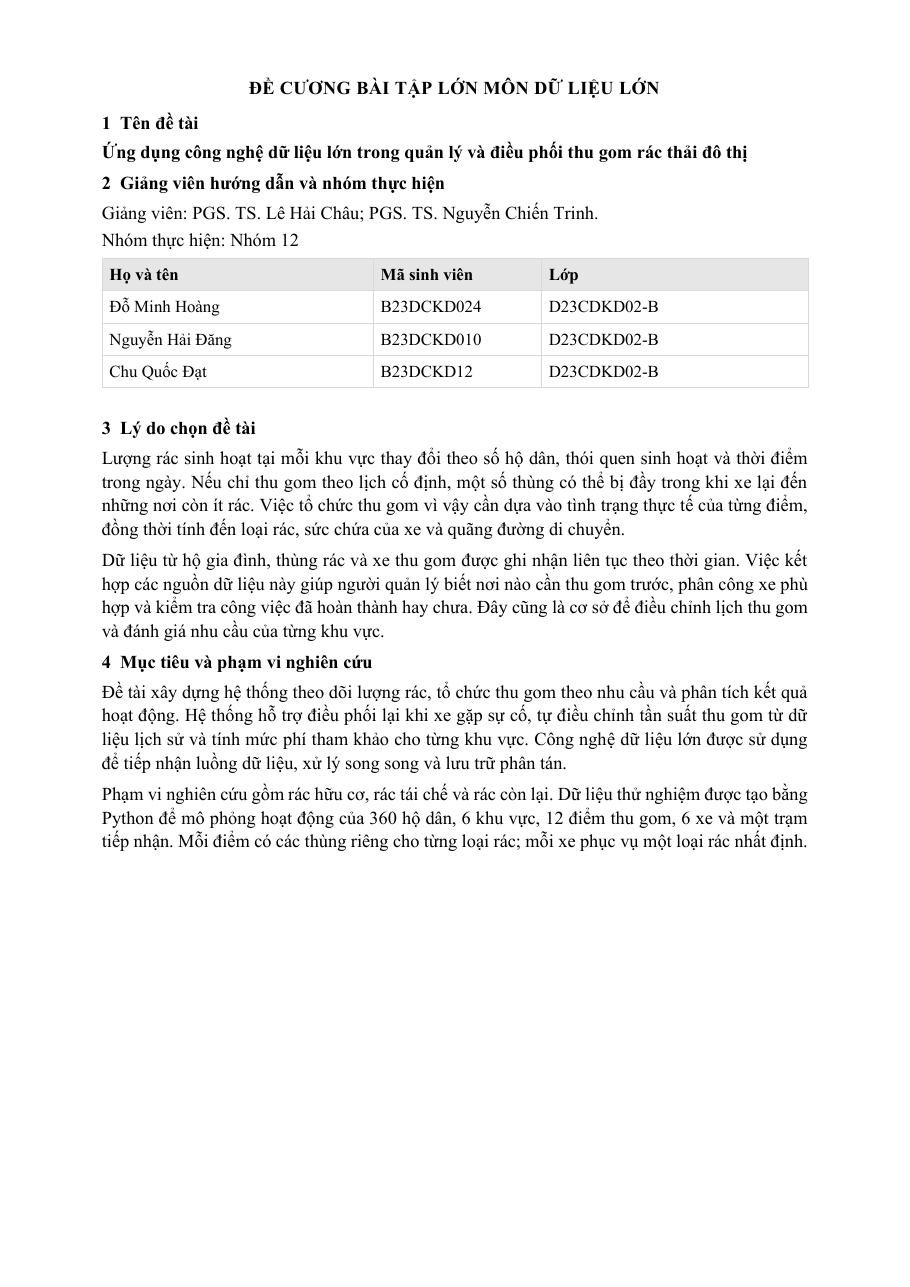 ĐỀ CƯƠNG BÀI TẬP LỚN MÔN DỮ LIỆU LỚN
1 Tên đề tài
Ứng dụng công nghệ dữ liệu lớn trong quản lý và điều phối thu gom rác thải đô thị
2 Giảng viên hướng dẫn và nhóm thực hiện
Giảng viên: PGS. TS. Lê Hải Châu; PGS. TS. Nguyễn Chiến Trinh.
Nhóm thực hiện: Nhóm 12
Họ và tên Mã sinh viên Lớp
Đỗ Minh Hoàng B23DCKD024 D23CDKD02-B
Nguyễn Hải Đăng B23DCKD010 D23CDKD02-B
Chu Quốc Đạt B23DCKD12 D23CDKD02-B
3 Lý do chọn đề tài
Lượng rác sinh hoạt tại mỗi khu vực thay đổi theo số hộ dân, thói quen sinh hoạt và thời điểm
trong ngày. Nếu chỉ thu gom theo lịch cố định, một số thùng có thể bị đầy trong khi xe lại đến
những nơi còn ít rác. Việc tổ chức thu gom vì vậy cần dựa vào tình trạng thực tế của từng điểm,
đồng thời tính đến loại rác, sức chứa của xe và quãng đường di chuyển.
Dữ liệu từ hộ gia đình, thùng rác và xe thu gom được ghi nhận liên tục theo thời gian. Việc kết
hợp các nguồn dữ liệu này giúp người quản lý biết nơi nào cần thu gom trước, phân công xe phù
hợp và kiểm tra công việc đã hoàn thành hay chưa. Đây cũng là cơ sở để điều chỉnh lịch thu gom
và đánh giá nhu cầu của từng khu vực.
4 Mục tiêu và phạm vi nghiên cứu
Đề tài xây dựng hệ thống theo dõi lượng rác, tổ chức thu gom theo nhu cầu và phân tích kết quả
hoạt động. Hệ thống hỗ trợ điều phối lại khi xe gặp sự cố, tự điều chỉnh tần suất thu gom từ dữ
liệu lịch sử và tính mức phí tham khảo cho từng khu vực. Công nghệ dữ liệu lớn được sử dụng
để tiếp nhận luồng dữ liệu, xử lý song song và lưu trữ phân tán.
Phạm vi nghiên cứu gồm rác hữu cơ, rác tái chế và rác còn lại. Dữ liệu thử nghiệm được tạo bằng
Python để mô phỏng hoạt động của 360 hộ dân, 6 khu vực, 12 điểm thu gom, 6 xe và một trạm
tiếp nhận. Mỗi điểm có các thùng riêng cho từng loại rác; mỗi xe phục vụ một loại rác nhất định.